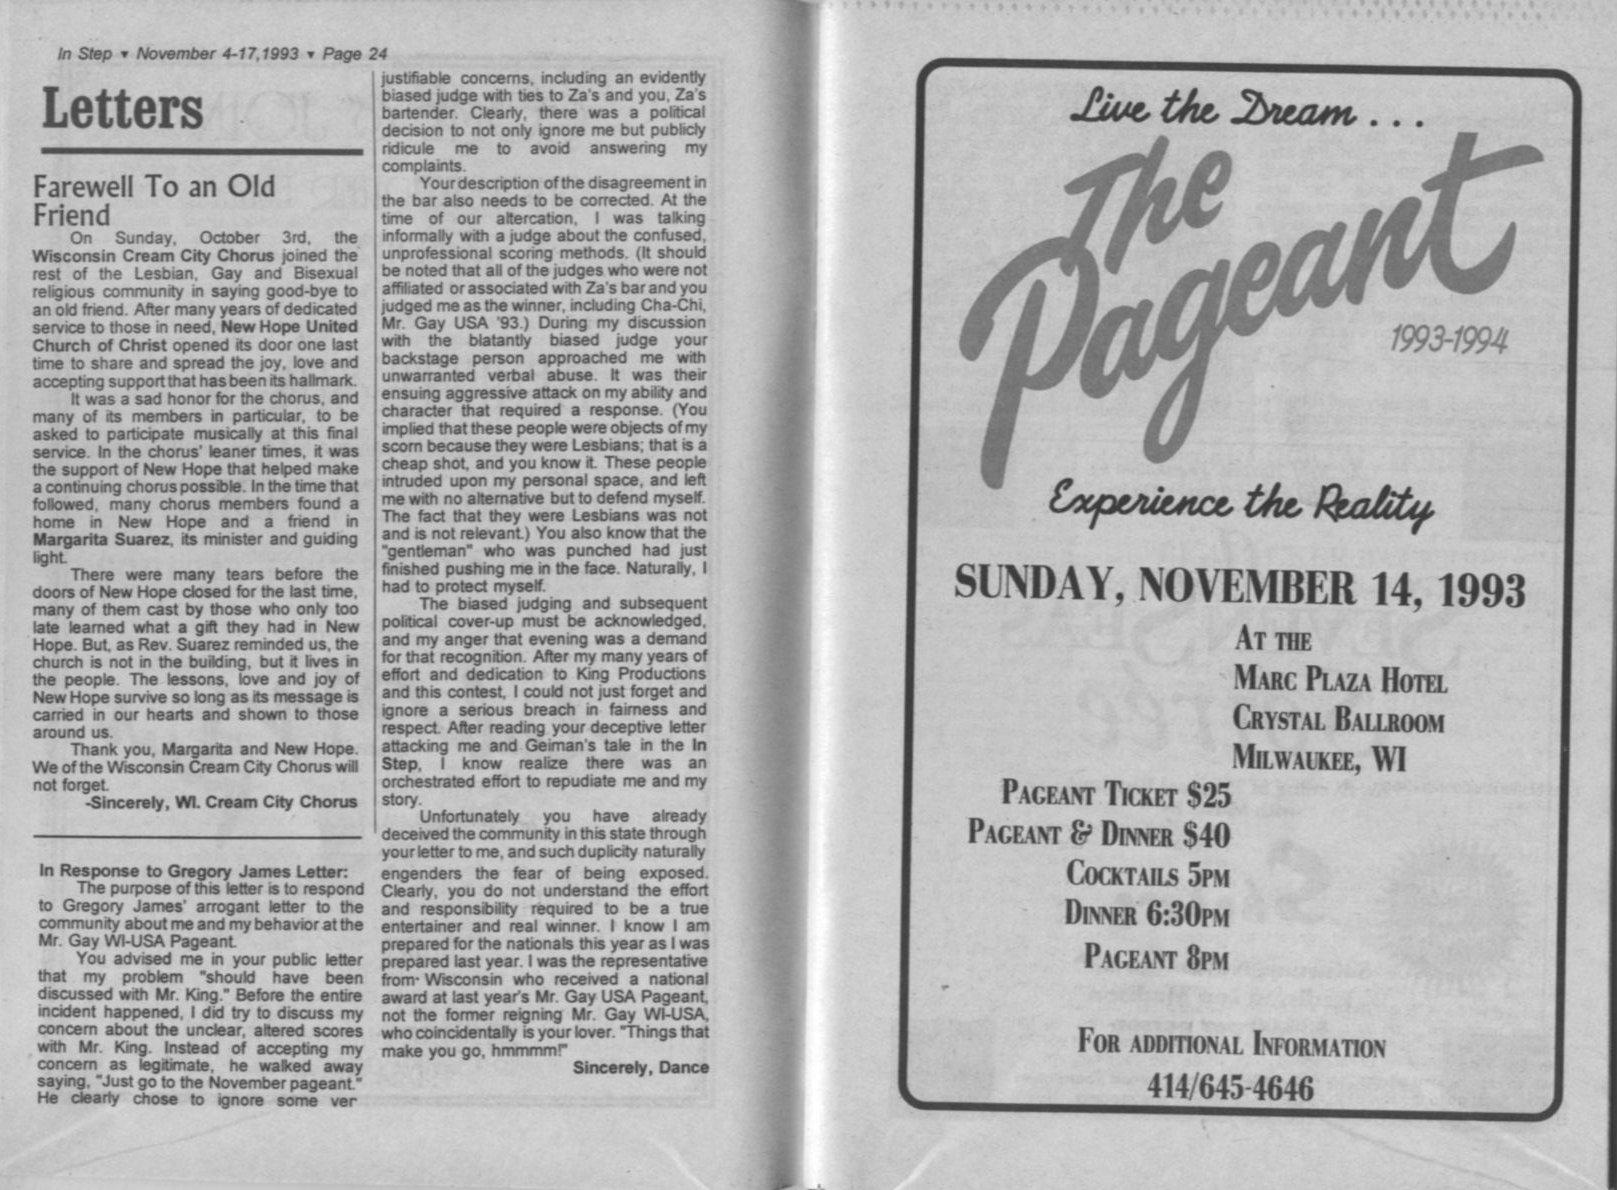 In Step ▼ November 4-17,1993 ▼ Page 24
Letters
Farewell To an Old
Friend
On Sunday, October 3rd, the
Wisconsin Cream City Chorus joined the
rest of the Lesbian, Gay and Bisexual
religious community in saying good-bye to
an old friend. After many years of dedicated
service to those in need, New Hope United
Church of Christ opened its door one last
time to share and spread the joy, love and
accepting support that has been its hallmark.
It was a sad honor for the chorus, and
many of its members in particular, to be
asked to participate musically at this final
service. In the chorus' leaner times, it was
the support of New Hope that helped make
a continuing chorus possible. In the time that
followed, many chorus members found a
home in New Hope and a friend in
Margarita Suarez, its minister and guiding
light.
There were many tears before the
doors of New Hope closed for the last time,
many of them cast by those who only too
late learned what a gift they had in New
Hope. But, as Rev. Suarez reminded us, the
church is not in the building, but it lives in
the people. The lessons, love and joy of
New Hope survive so long as its message is
carried in our hearts and shown to those
around us.
Thank you, Margarita and New Hope.
We of the Wisconsin Cream City Chorus will
not forget.
-Sincerely, WI. Cream City Chorus
In Response to Gregory James Letter:
The purpose of this letter is to respond
to Gregory James' arrogant letter to the
community about me and my behavior at the
Mr. Gay WI-USA Pageant.
You advised me in your public letter
that my problem "should have been
discussed with Mr. King." Before the entire
incident happened, I did try to discuss my
concern about the unclear, altered scores
with Mr. King. Instead of accepting my
concern as legitimate, he walked away
saying, "Just go to the November pageant."
He clearly chose to ignore some ver
justifiable concerns, including an evidently
biased judge with ties to Za's and you, Za's
bartender. Clearly, there was a political
decision to not only ignore me but publicly
ridicule me to avoid answering my
complaints.
Your description of the disagreement in
the bar also needs to be corrected. At the
time of our altercation, I was talking
informally with a judge about the confused,
unprofessional scoring methods. (It should
be noted that all of the judges who were not
affiliated or associated with Za's bar and you
judged me as the winner, including Cha-Chi,
Mr. Gay USA '93.) During my discussion
with the blatantly biased judge your
backstage person approached me with
unwarranted verbal abuse. It was their
ensuing aggressive attack on my ability and
character that required a response. (You
implied that these people were objects of my
scorn because they were Lesbians; that is a
cheap shot, and you know it. These people
intruded upon my personal space, and left
me with no alternative but to defend myself.
The fact that they were Lesbians was not
and is not relevant.) You also know that the
"gentleman" who was punched had just
finished pushing me in the face. Naturally, I
had to protect myself.
The biased judging and subsequent
political cover-up must be acknowledged,
and my anger that evening was a demand
for that recognition. After my many years of
effort and dedication to King Productions
and this contest, I could not just forget and
ignore a serious breach in fairness and
respect. After reading your deceptive letter
attacking me and Geiman's tale in the In
Step, I know realize there was an
orchestrated effort to repudiate me and my
story.
Unfortunately you have already
deceived the community in this state through
your letter to me, and such duplicity naturally
engenders the fear of being exposed.
Clearly, you do not understand the effort
and responsibility required to be a true
entertainer and real winner. I know I am
prepared for the nationals this year as I was
prepared last year. I was the representative
from Wisconsin who received a national
award at last year's Mr. Gay USA Pageant,
not the former reigning Mr. Gay WI-USA,
who coincidentally is your lover. "Things that
make you go, hmmmm!"
Sincerely, Dance
Live the Dream . . .
The
Pageant
1993-1994
Experience the Reality
SUNDAY, NOVEMBER 14, 1993
AT THE
MARC PLAZA HOTEL
CRYSTAL BALLROOM
MILWAUKEE, WI
PAGEANT TICKET $25
PAGEANT & DINNER $40
COCKTAILS 5PM
DINNER 6:30PM
PAGEANT 8PM
FOR ADDITIONAL INFORMATION
414/645-4646